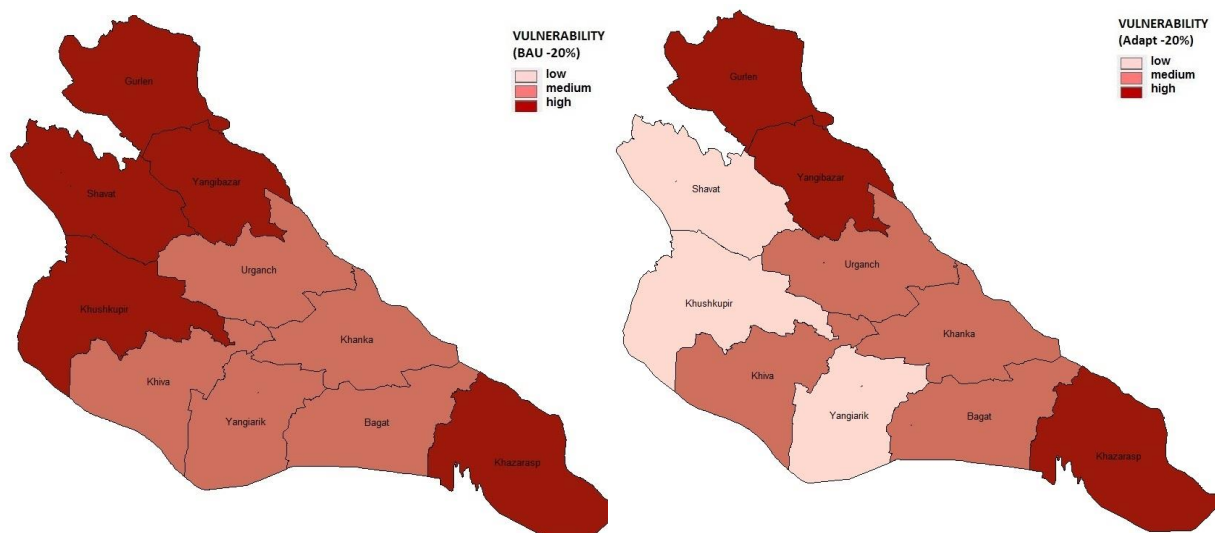 VULNERABILITY
(BAU -20%)
low
medium
high
Gurlen
Shavat
Yangibazar
Urganch
Khushkupir
Khanka
Khiva
Yangiarik
Bagat
Khazarasp
VULNERABILITY
(Adapt -20%)
low
medium
high
Gurlen
Shavat
Yangibazar
Urganch
Khushkupir
Khanka
Khiva
Yangiarik
Bagat
Khazarasp